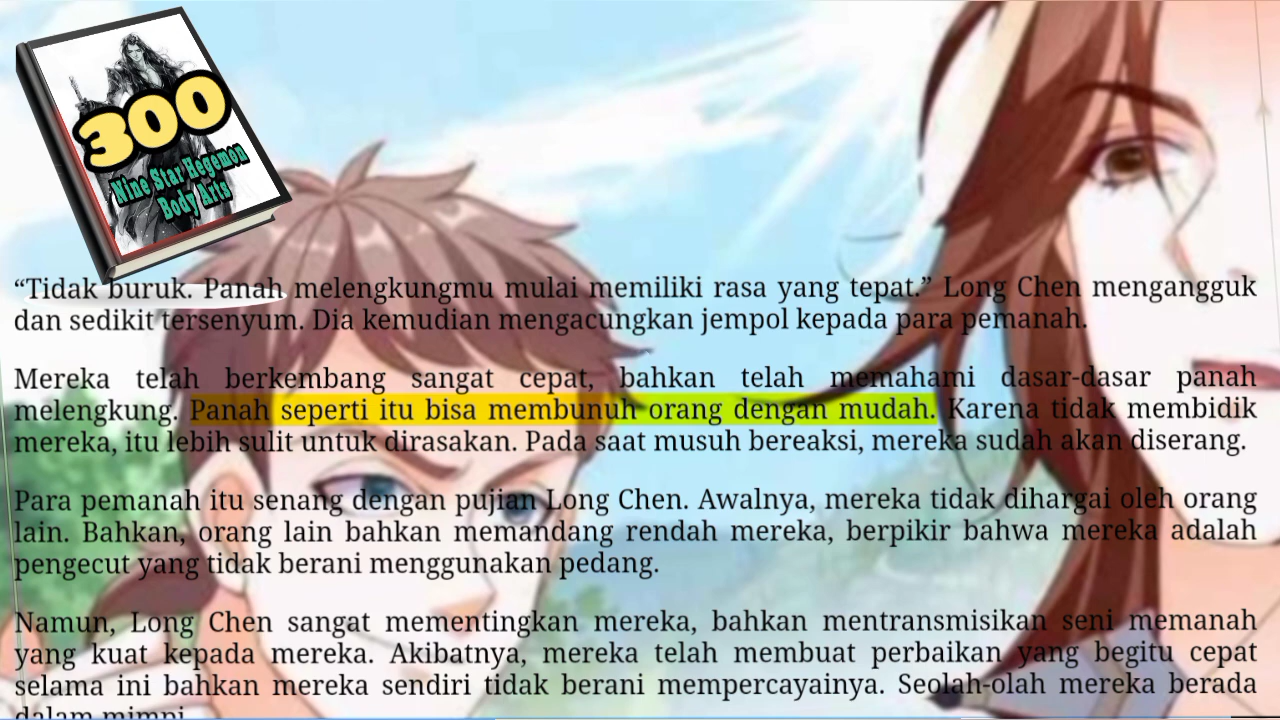 300
Nine Star Hegemon
Body Arts
“Tidak buruk. Panah melengkungmu mulai memiliki rasa yang tepat.” Long Chen mengangguk
dan sedikit tersenyum. Dia kemudian mengacungkan jempol kepada para pemanah.
Mereka telah berkembang sangat cepat, bahkan telah memahami dasar-dasar panah
melengkung. Panah seperti itu bisa membunuh orang dengan mudah. Karena tidak membidik
mereka, itu lebih sulit untuk dirasakan. Pada saat musuh bereaksi, mereka sudah akan diserang.
Para pemanah itu senang dengan pujian Long Chen. Awalnya, mereka tidak dihargai oleh orang
lain. Bahkan, orang lain bahkan memandang rendah mereka, berpikir bahwa mereka adalah
pengecut yang tidak berani menggunakan pedang.
Namun, Long Chen sangat mementingkan mereka, bahkan mentransmisikan seni memanah
yang kuat kepada mereka. Akibatnya, mereka telah membuat perbaikan yang begitu cepat
selama ini bahkan mereka sendiri tidak berani mempercayainya. Seolah-olah mereka berada
dalam mimpi.